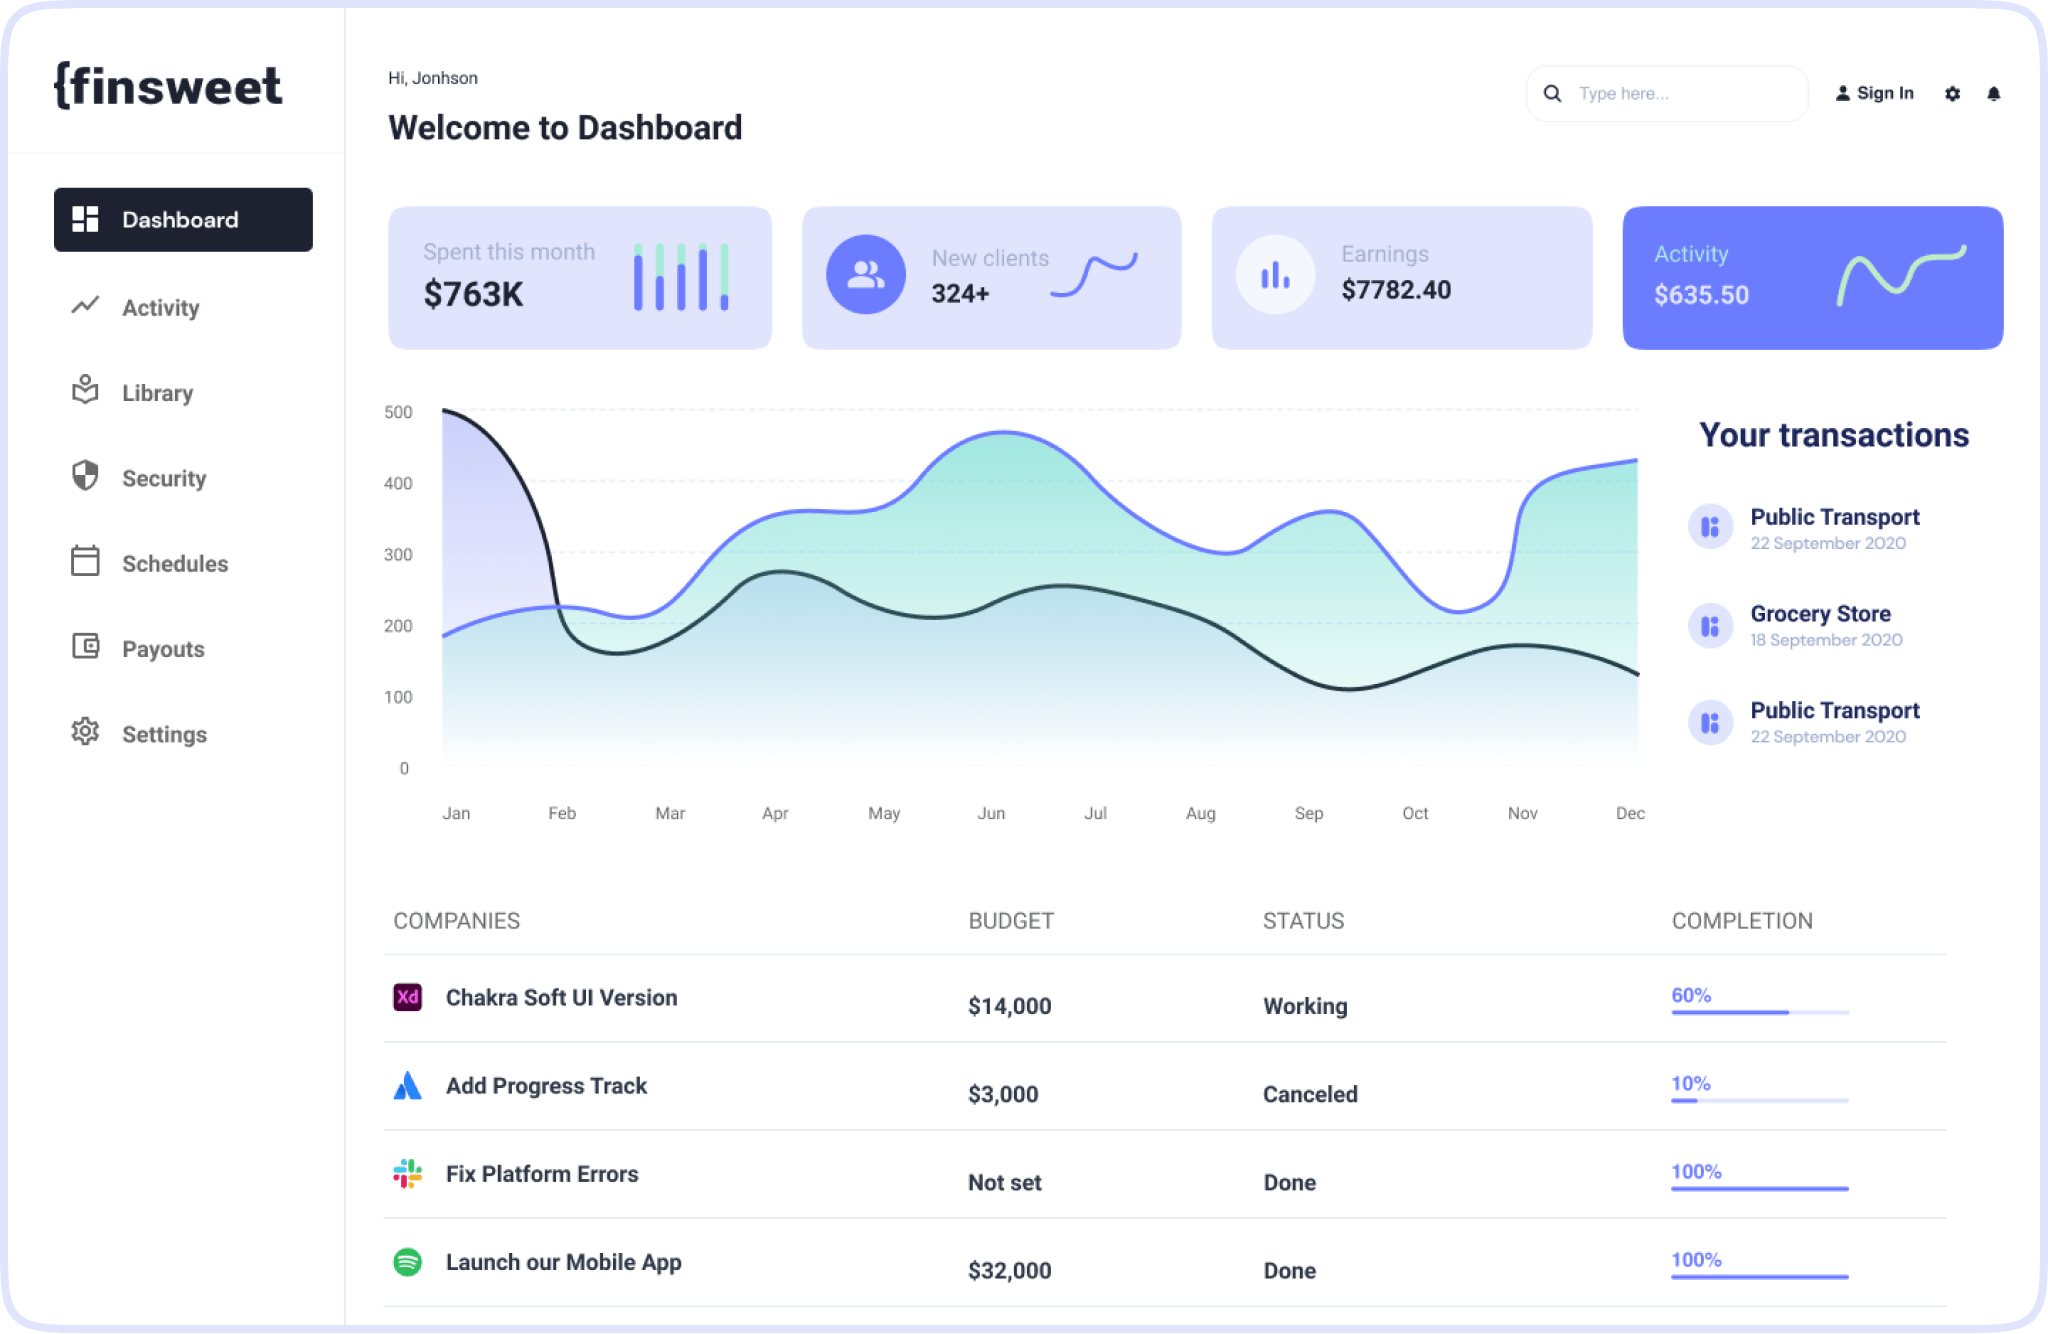 {finsweet
Dashboard
Activity
Library
Security
Schedules
Payouts
Settings
Hi, Jonhson
Welcome to Dashboard
Type here...
Sign In
Spent this month
$763K
New clients
324+
Earnings
$7782.40
Activity
$635.50
500
400
300
200
100
0
Jan Feb Mar Apr May Jun Jul Aug Sep Oct Nov Dec
Your transactions
Public Transport
22 September 2020
Grocery Store
18 September 2020
Public Transport
22 September 2020
COMPANIES BUDGET STATUS COMPLETION
Xd Chakra Soft UI Version $14,000 Working 60%
Add Progress Track $3,000 Canceled 10%
Fix Platform Errors Not set Done 100%
Launch our Mobile App $32,000 Done 100%